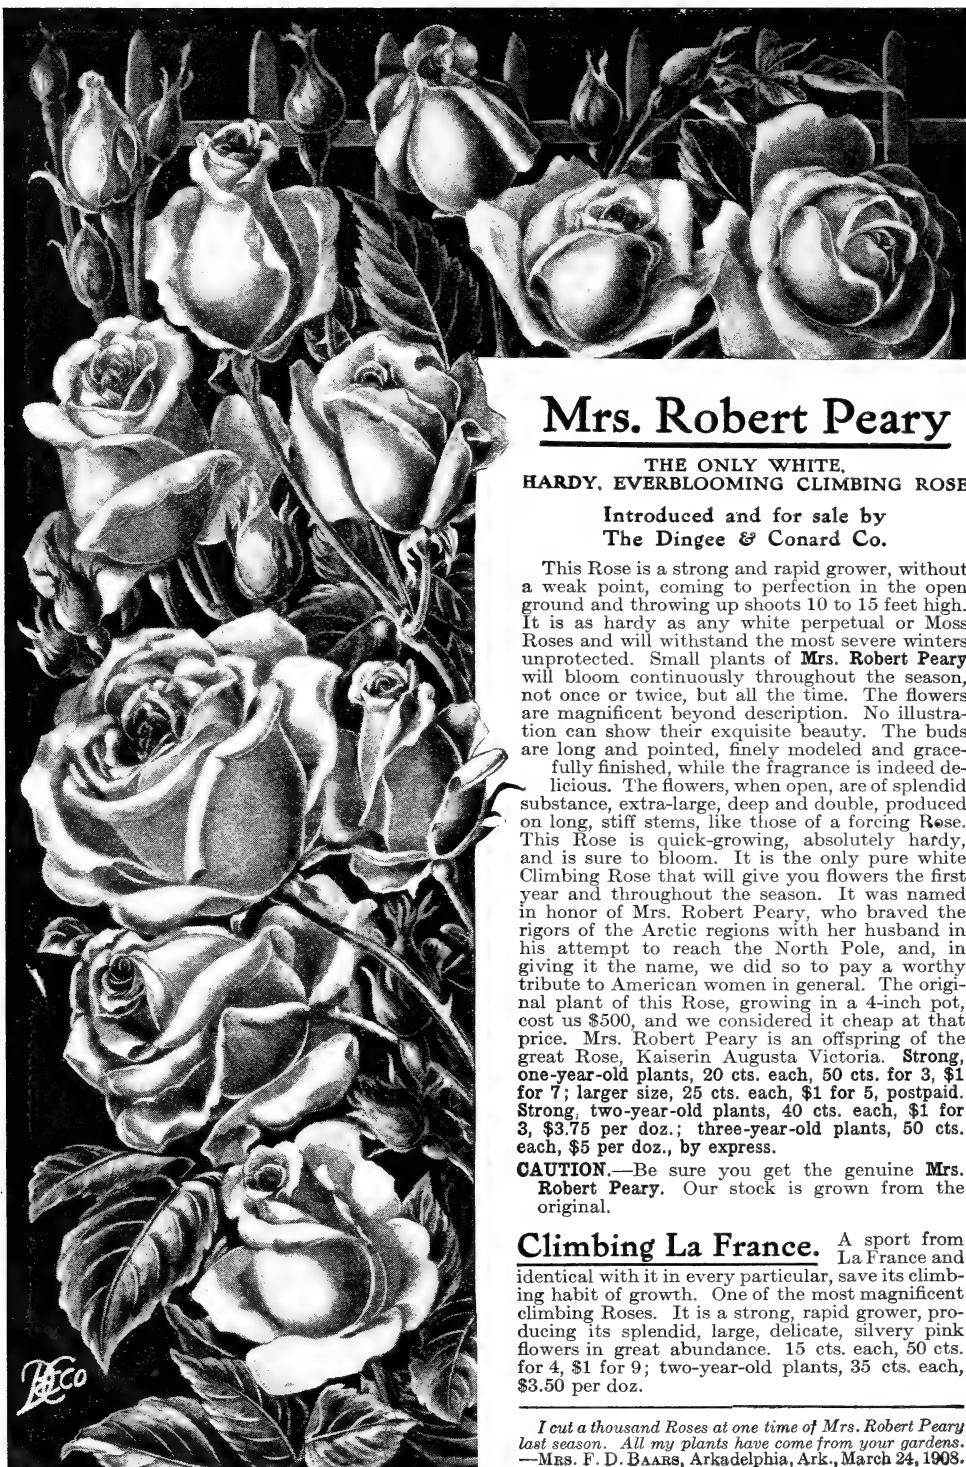 Mrs. Robert Peary
THE ONLY WHITE,
HARDY, EVERBLOOMING CLIMBING ROSE
Introduced and for sale by
The Dingee & Conard Co.
This Rose is a strong and rapid grower, without
a weak point, coming to perfection in the open
ground and throwing up shoots 10 to 15 feet high.
It is as hardy as any white perpetual or Moss
Roses and will withstand the most severe winters
unprotected. Small plants of Mrs. Robert Peary
will bloom continuously throughout the season,
not once or twice, but all the time. The flowers
are magnificent beyond description. No illustra-
tion can show their exquisite beauty. The buds
are long and pointed, finely modeled and grace-
fully finished, while the fragrance is indeed de-
licious. The flowers, when open, are of splendid
substance, extra-large, deep and double, produced
on long, stiff stems, like those of a forcing Rose.
This Rose is quick-growing, absolutely hardy,
and is sure to bloom. It is the only pure white
Climbing Rose that will give you flowers the first
year and throughout the season. It was named
in honor of Mrs. Robert Peary, who braved the
rigors of the Arctic regions with her husband in
his attempt to reach the North Pole, and, in
giving it the name, we did so to pay a worthy
tribute to American women in general. The origi-
nal plant of this Rose, growing in a 4-inch pot,
cost us $500, and we considered it cheap at that
price. Mrs. Robert Peary is an offspring of the
great Rose, Kaiserin Augusta Victoria. Strong,
one-year-old plants, 20 cts. each, 50 cts. for 3, $1
for 7; larger size, 25 cts. each, $1 for 5, postpaid.
Strong, two-year-old plants, 40 cts. each, $1 for
3, $3.75 per doz.; three-year-old plants, 50 cts.
each, $5 per doz., by express.
CAUTION.—Be sure you get the genuine Mrs.
Robert Peary. Our stock is grown from the
original.
Climbing La France. A sport from
La France and
identical with it in every particular, save its climb-
ing habit of growth. One of the most magnificent
climbing Roses. It is a strong, rapid grower, pro-
ducing its splendid, large, delicate, silvery pink
flowers in great abundance. 15 cts. each, 50 cts.
for 4, $1 for 9; two-year-old plants, 35 cts. each,
$3.50 per doz.
I cut a thousand Roses at one time of Mrs. Robert Peary
last season. All my plants have come from your gardens.
—MRS. F. D. BAARS, Arkadelphia, Ark., March 24, 1908.